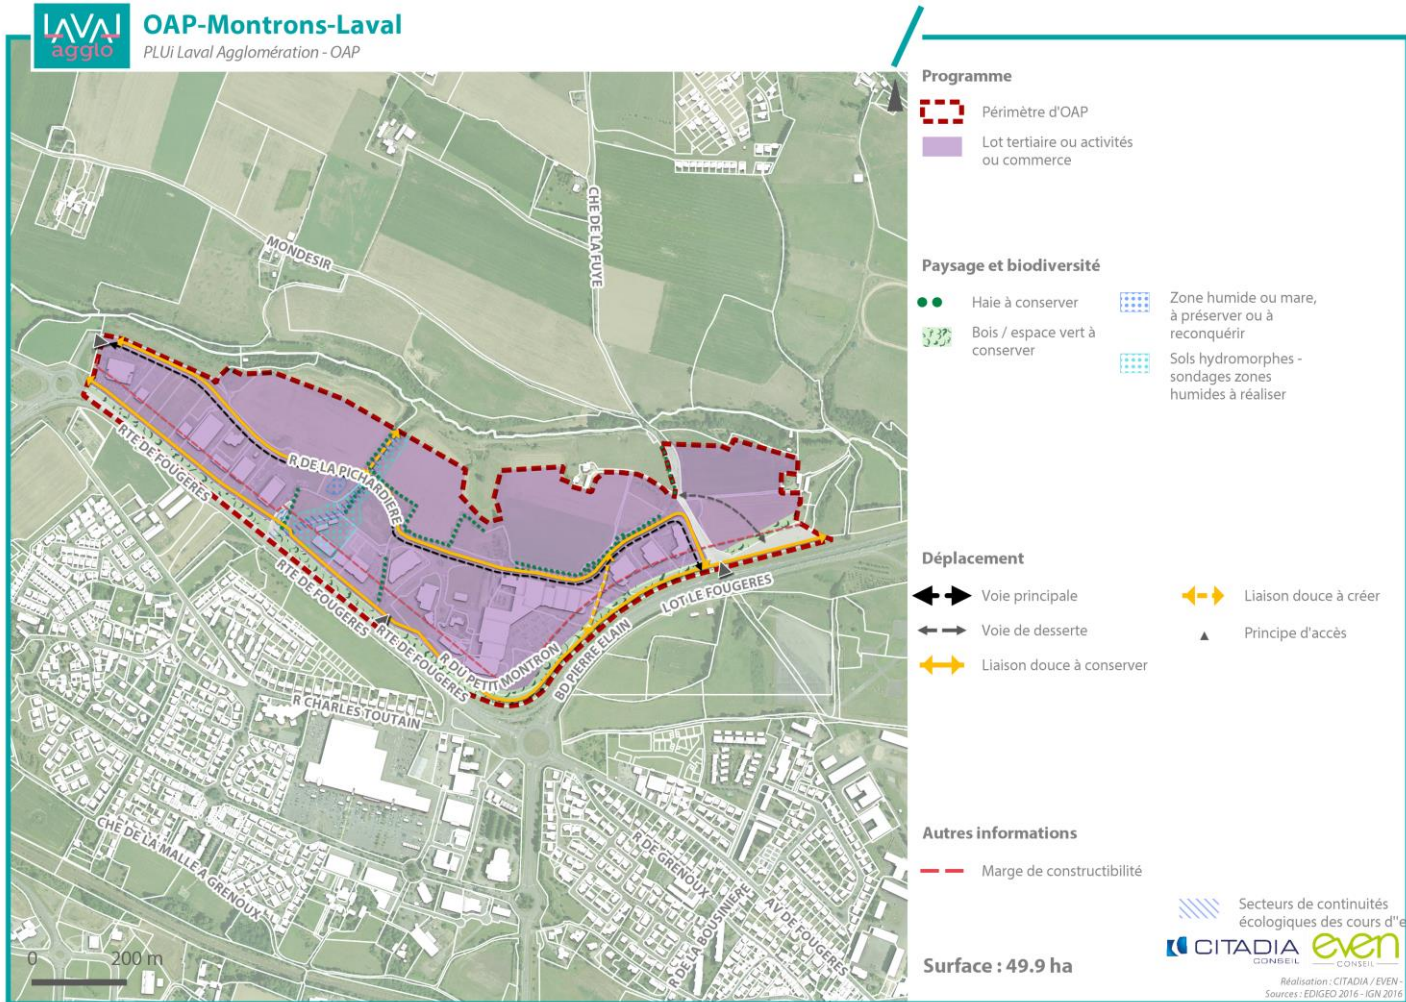 LAVAL
agglo
OAP-Montrons-Laval
PLUi Laval Agglomération - OAP
MONDESIR
CHE DE LA FUYE
RTE DE FOUGERES
R DE LA PICHARDIERE
RTE DE FOUGERES
RTE DE FOUGERES
R DU PETIT MONTRON
BD PIERRE ELAIN
LOT LE FOUGERES
R CHARLES TOUTAIN
CHE DE LA MALLE A GRENOUX
R DE GRENOUX
R DE LA BOUSINIERE
AV DE FOUGERES
0
200 m
Programme
Périmètre d'OAP
Lot tertiaire ou activités
ou commerce
Paysage et biodiversité
Haie à conserver
Bois / espace vert à
conserver
Zone humide ou mare,
à préserver ou à
reconquérir
Sols hydromorphes -
sondages zones
humides à réaliser
Déplacement
Voie principale
Voie de desserte
Liaison douce à conserver
Liaison douce à créer
Principe d'accès
Autres informations
Marge de constructibilité
Secteurs de continuités
écologiques des cours d"e
Surface : 49.9 ha
CITADIA
CONSEIL
even
CONSEIL
Réalisation : CITADIA / EVEN -
Sources : EDIGEO 2016 - IGN 2016